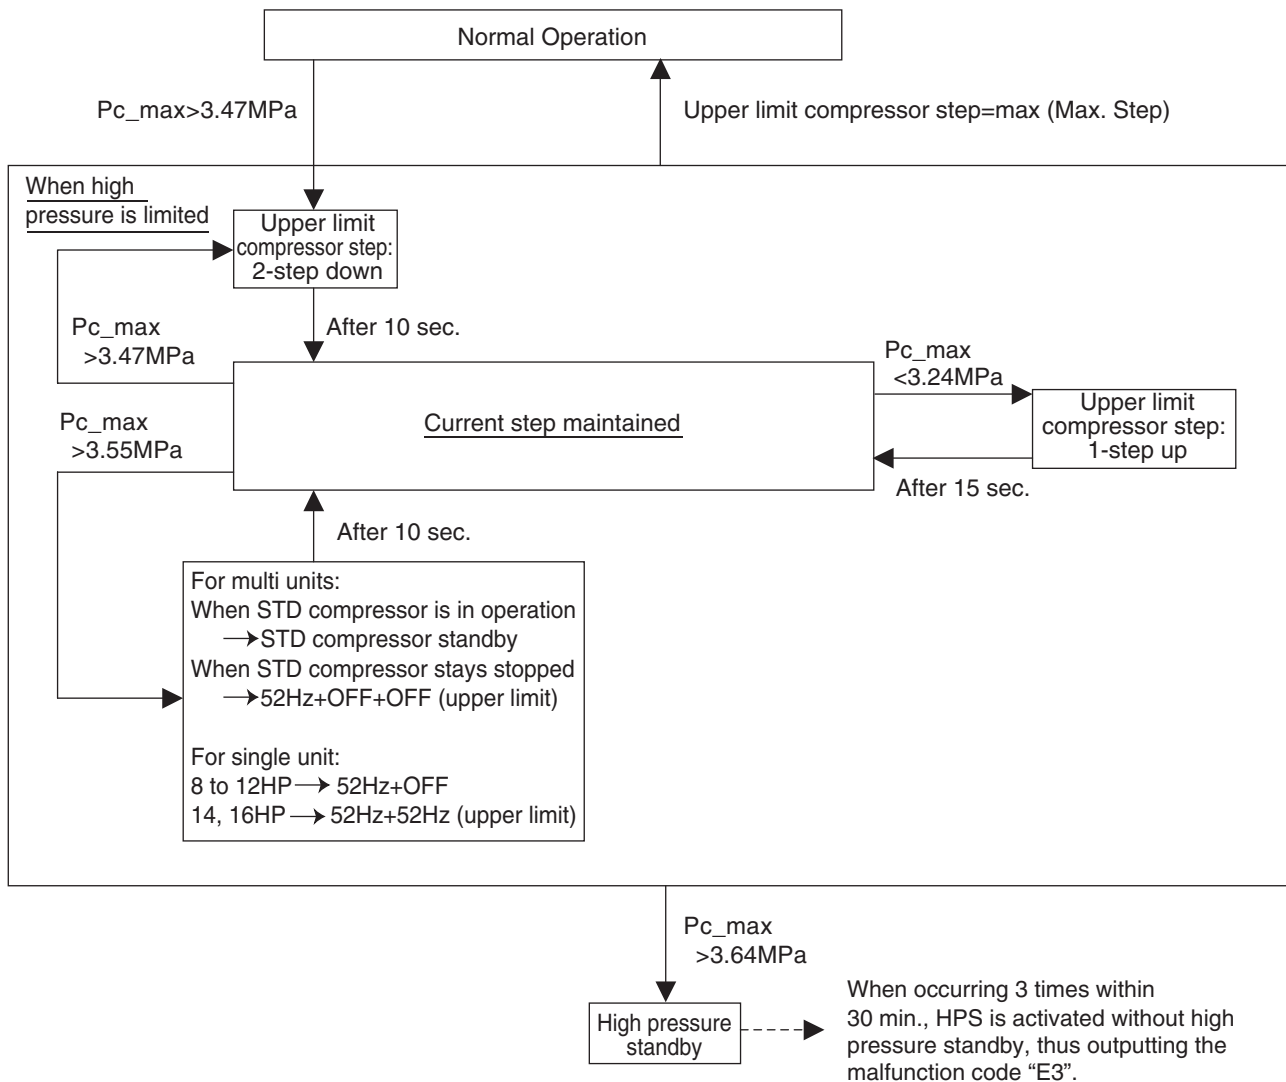 Normal Operation
Pc_max>3.47MPa
Upper limit compressor step=max (Max. Step)
When high
pressure is limited
Upper limit
compressor step:
2-step down
After 10 sec.
Pc_max
>3.47MPa
Pc_max
<3.24MPa
Upper limit
compressor step:
1-step up
Current step maintained
Pc_max
>3.55MPa
After 15 sec.
After 10 sec.
For multi units:
When STD compressor is in operation
→STD compressor standby
When STD compressor stays stopped
→52Hz+OFF+OFF (upper limit)
For single unit:
8 to 12HP→52Hz+OFF
14, 16HP→52Hz+52Hz (upper limit)
Pc_max
>3.64MPa
High pressure
standby
When occurring 3 times within
30 min., HPS is activated without high
pressure standby, thus outputting the
malfunction code “E3”.